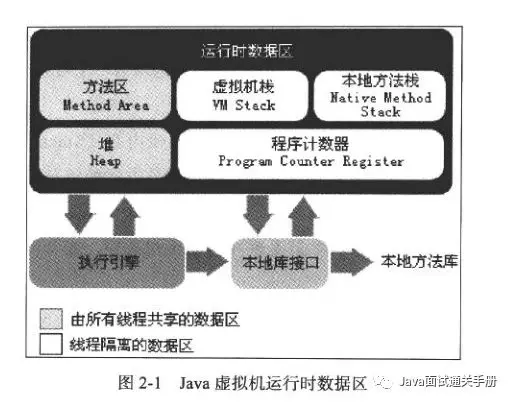 运行时数据区
方法区
Method Area
虚拟机栈
VM Stack
本地方法栈
Native Method
Stack
堆
Heap
程序计数器
Program Counter Register
执行引擎
本地库接口
本地方法库
由所有线程共享的数据区
线程隔离的数据区
图 2-1 Java 虚拟机运行时数据区
Java面试通关手册